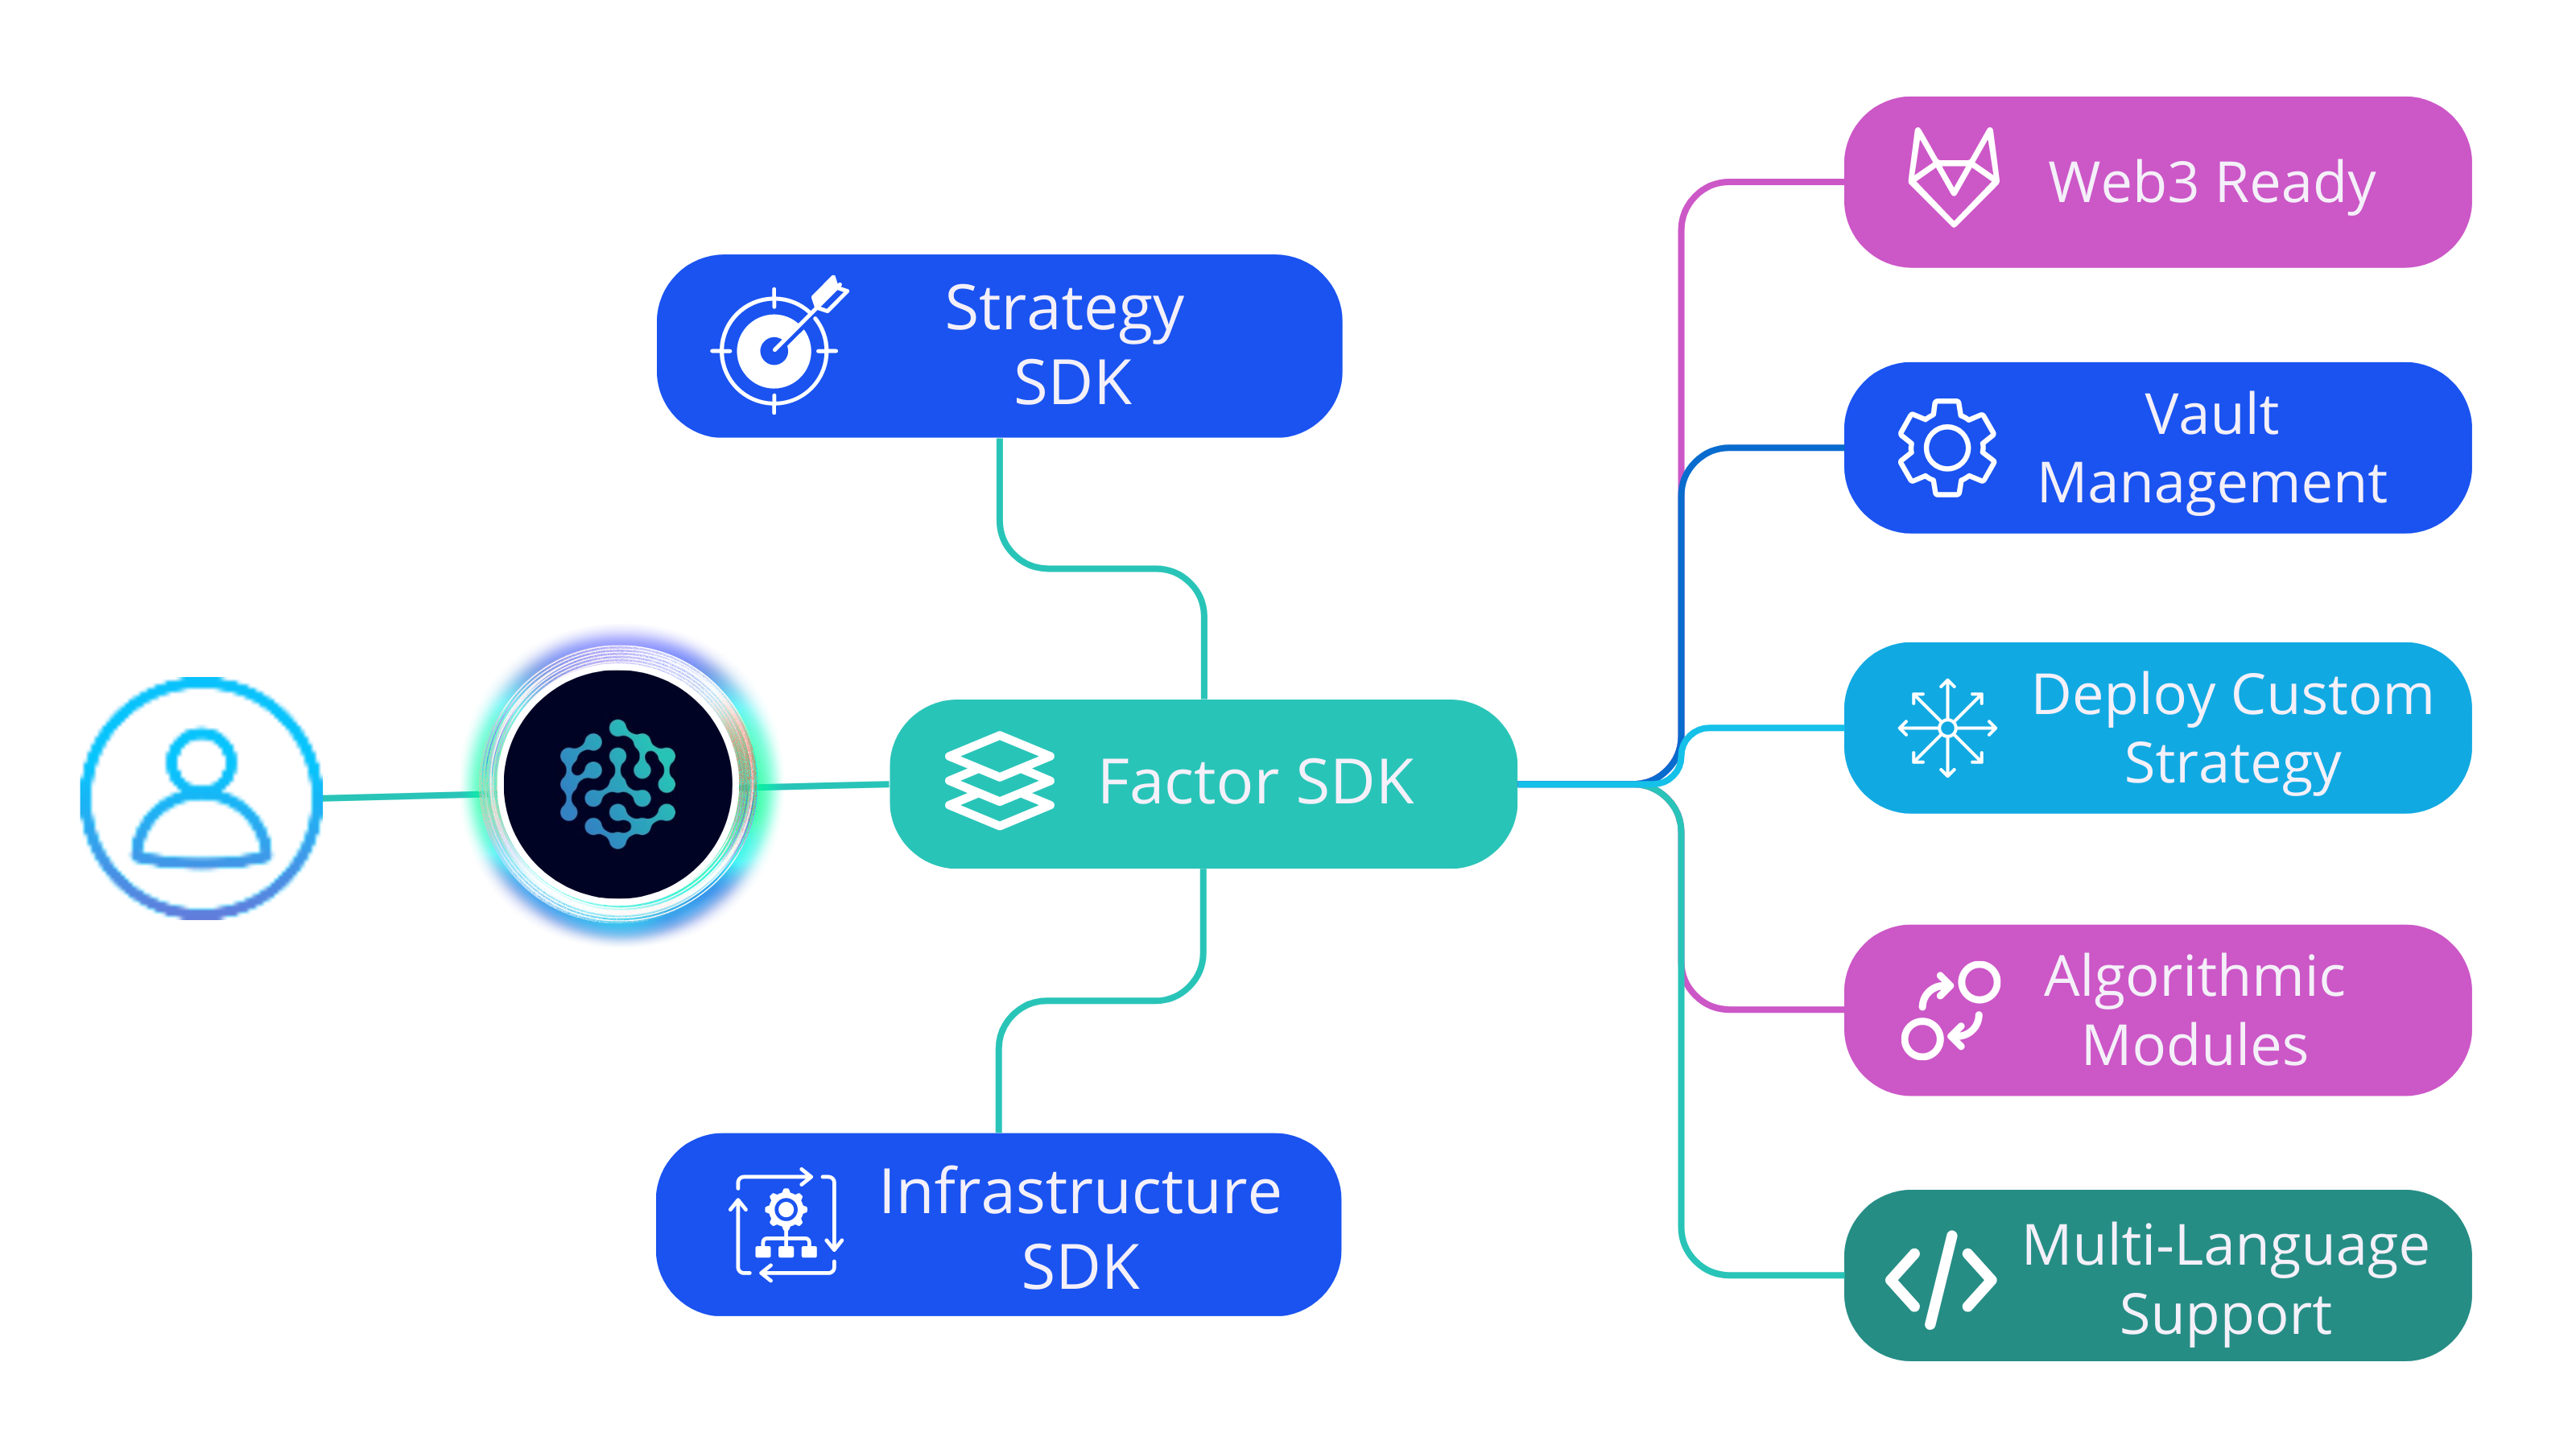 Strategy
SDK
Factor SDK
Infrastructure
SDK
Web3 Ready
Vault
Management
Deploy Custom
Strategy
Algorithmic
Modules
Multi-Language
Support